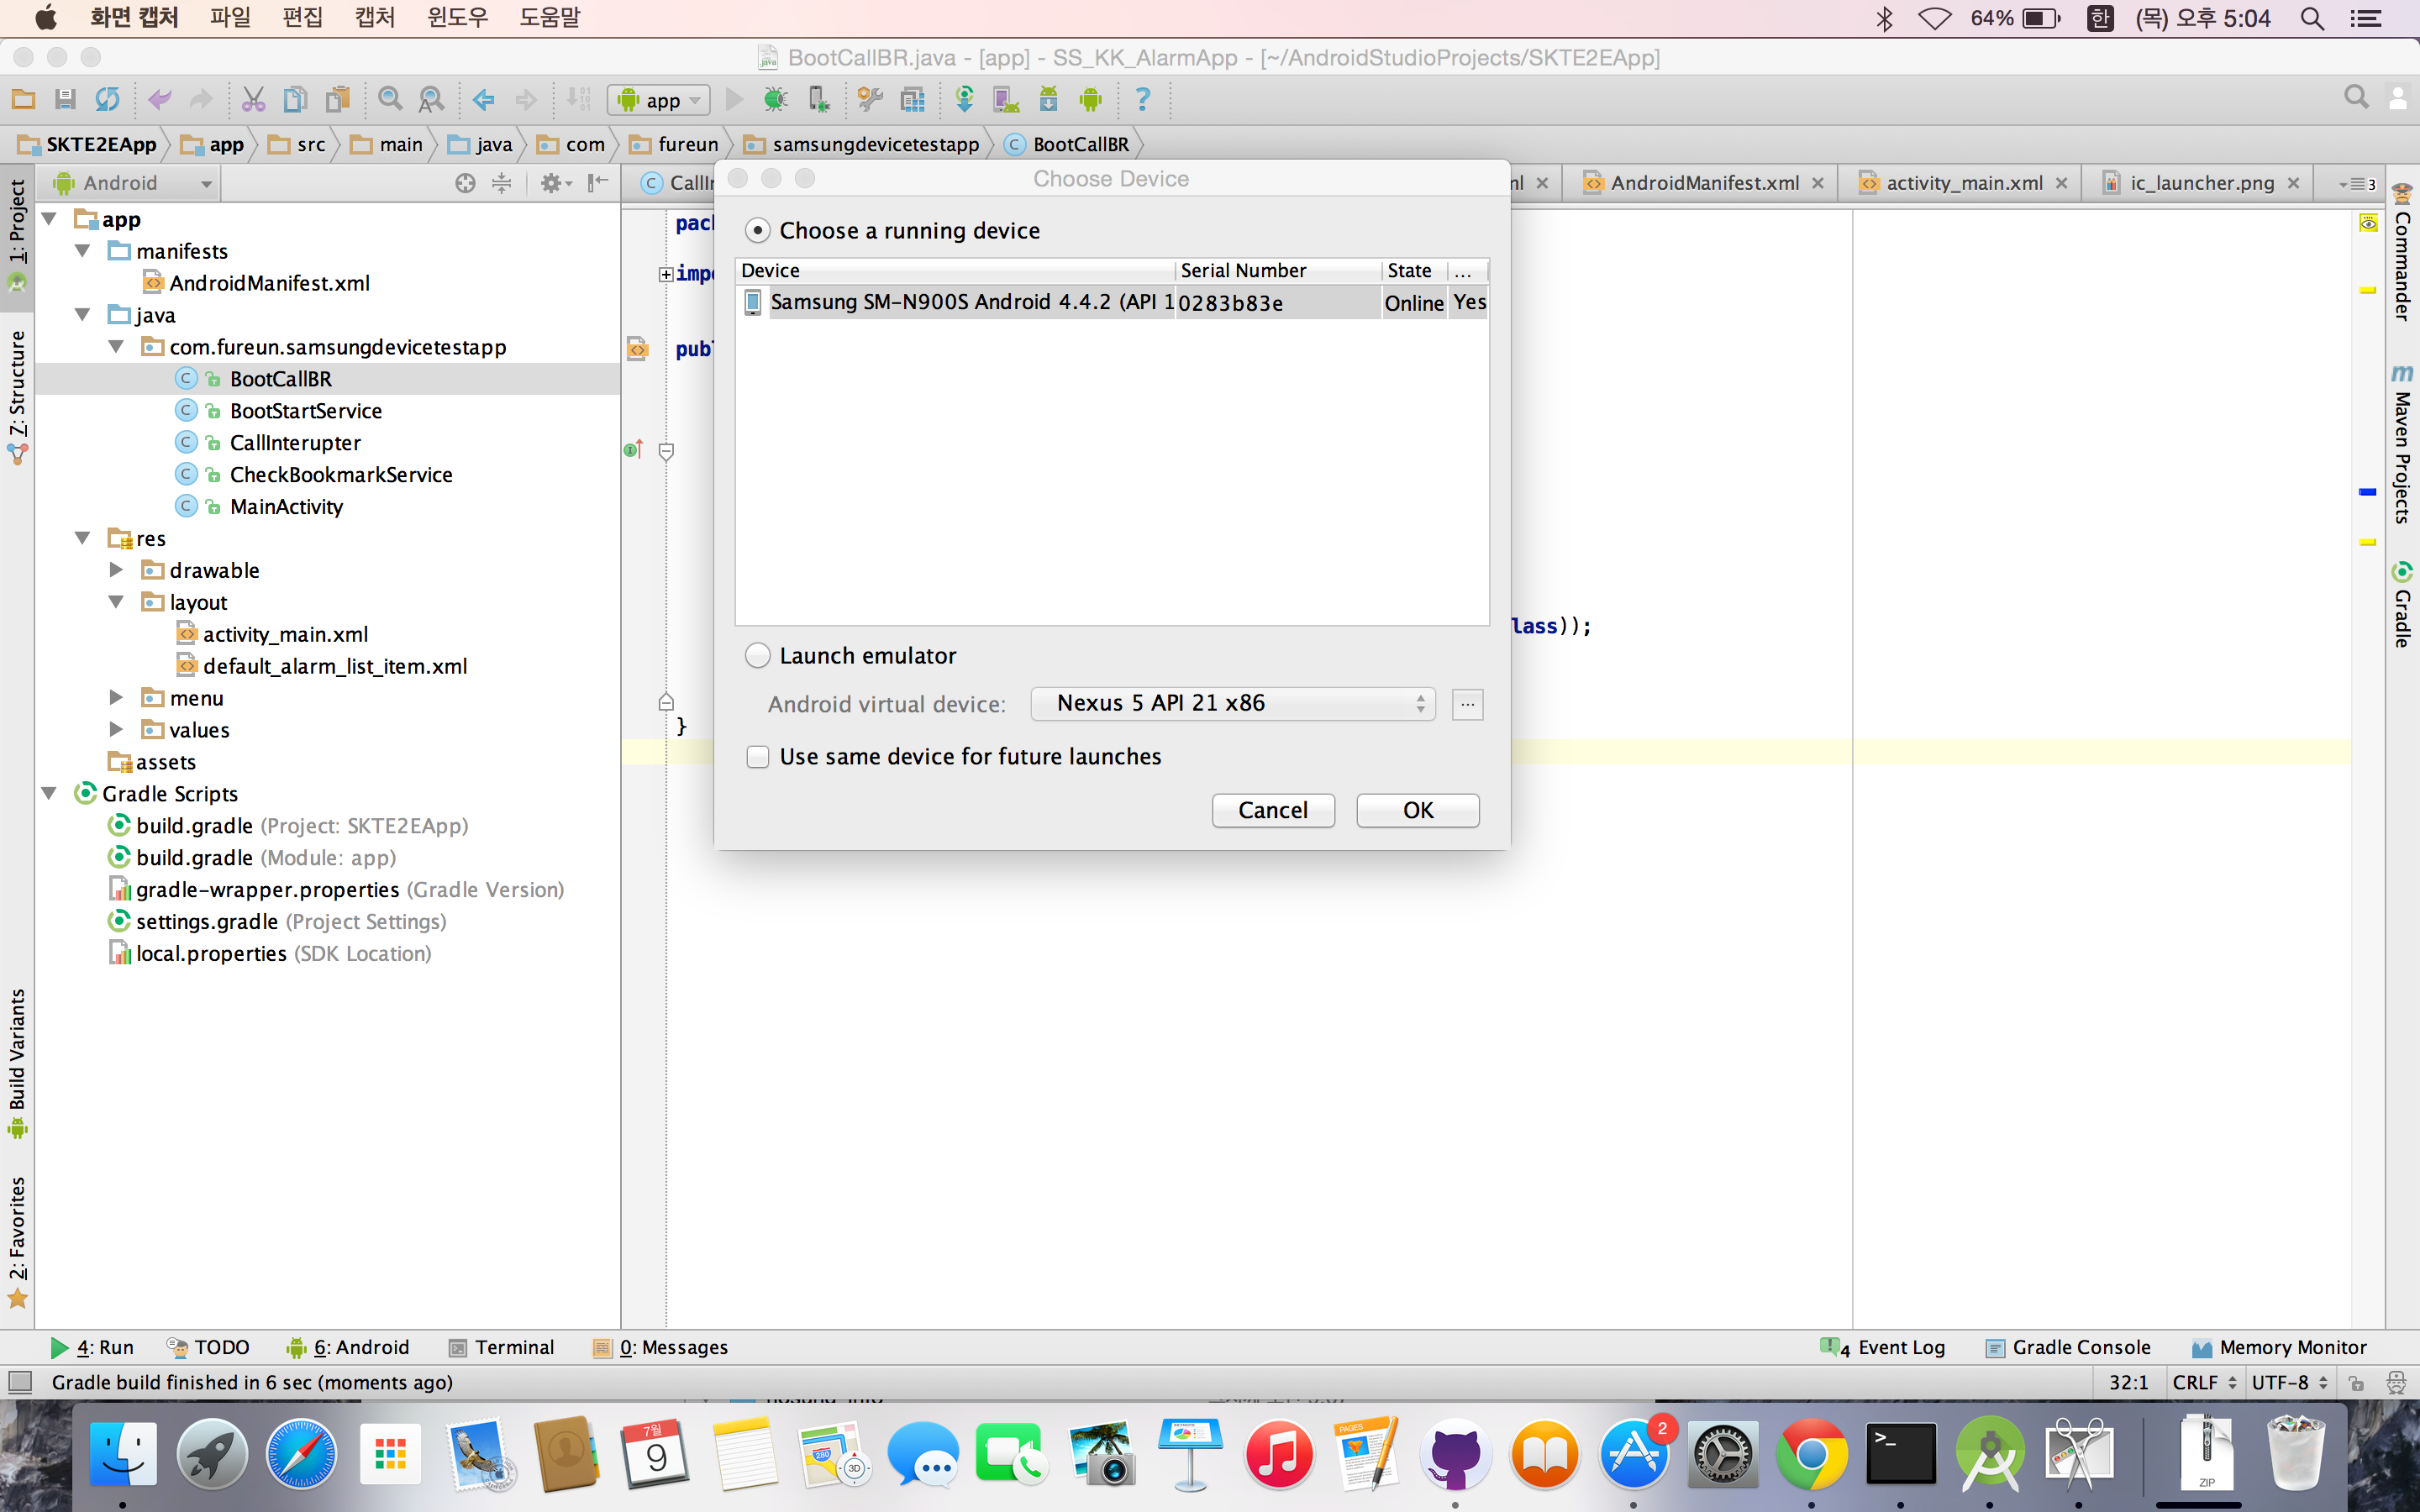 화면 캡처 파일 편집 캡처 윈도우 도움말 64% 한 (목) 오후 5:04
BootCallBR.java - [app] - SS_KK_AlarmApp - [~/AndroidStudioProjects/SKTE2EApp]
app
SKTE2EApp app src main java com fureun samsungdevicetestapp BootCallBR
Android
AndroidManifest.xml activity_main.xml ic_launcher.png 3
1: Project
7: Structure
Build Variants
2: Favorites
app
manifests
AndroidManifest.xml
java
com.fureun.samsungdevicetestapp
BootCallBR
BootStartService
CallInterupter
CheckBookmarkService
MainActivity
res
drawable
layout
activity_main.xml
default_alarm_list_item.xml
menu
values
assets
Gradle Scripts
build.gradle (Project: SKTE2EApp)
build.gradle (Module: app)
gradle-wrapper.properties (Gradle Version)
settings.gradle (Project Settings)
local.properties (SDK Location)
lass));
}
Choose Device
Choose a running device
Device Serial Number State ...
Samsung SM-N900S Android 4.4.2 (API 1 0283b83e Online Yes
Launch emulator
Android virtual device: Nexus 5 API 21 x86 ...
Use same device for future launches
Cancel OK
Commander
Maven Projects
Gradle
4: Run TODO 6: Android Terminal 0: Messages 4 Event Log Gradle Console Memory Monitor
Gradle build finished in 6 sec (moments ago) 32:1 CRLF UTF-8
7월
9
280
3D
KEYNOTE
PAGES
2
>_
ZIP